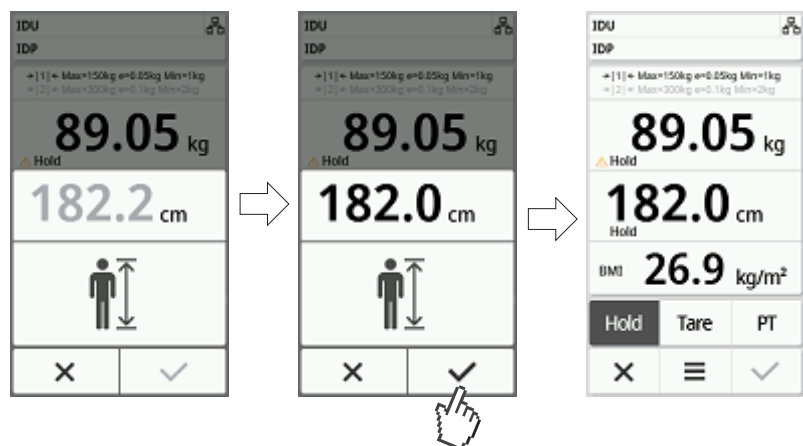 IDU
IDP
→|1|← Max=150kg e=0.05kg Min=1kg
→|2|← Max=300kg e=0.1kg Min=2kg
89.05 kg
Hold
182.2 cm
IDU
IDP
→|1|← Max=150kg e=0.05kg Min=1kg
→|2|← Max=300kg e=0.1kg Min=2kg
89.05 kg
Hold
182.0 cm
IDU
IDP
→|1|← Max=150kg e=0.05kg Min=1kg
→|2|← Max=300kg e=0.1kg Min=2kg
89.05 kg
Hold
182.0 cm
Hold
BMI 26.9 kg/m²
Hold Tare PT